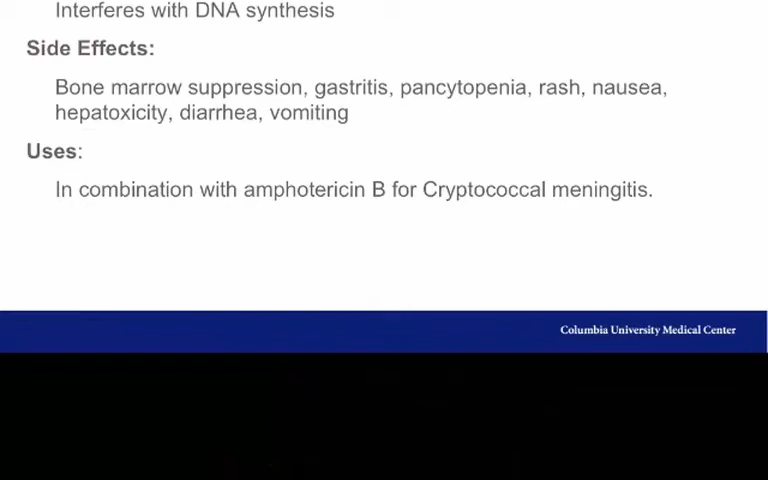 Interferes with DNA synthesis
Side Effects:
Bone marrow suppression, gastritis, pancytopenia, rash, nausea,
hepatoxicity, diarrhea, vomiting
Uses:
In combination with amphotericin B for Cryptococcal meningitis.
Columbia University Medical Center